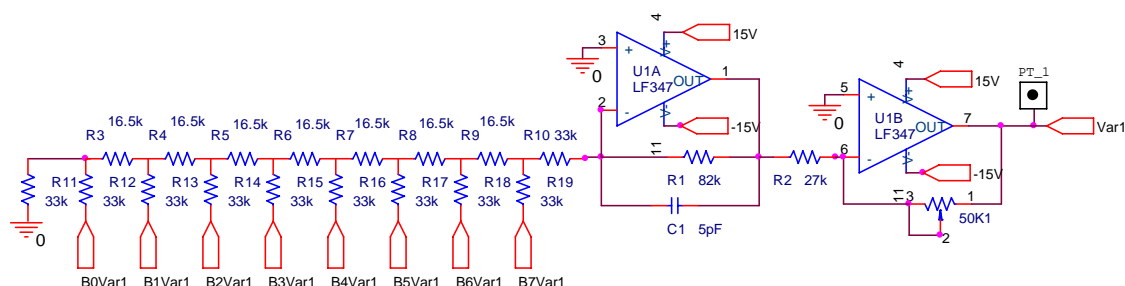 4
15V
3
+
0
U1A
LF347
OUT
1
V+
V-
2
-
-15V
11
R1
82k
C1
5pF
R2
27k
4
15V
5
+
0
U1B
LF347
OUT
7
V+
V-
6
-
-15V
11
3
1
2
50K1
PT_1
Var1
16.5k 16.5k 16.5k 16.5k 16.5k 16.5k 16.5k
R3 R4 R5 R6 R7 R8 R9 R10 33k
R11 R12 R13 R14 R15 R16 R17 R18 R19
33k 33k 33k 33k 33k 33k 33k 33k 33k
0
B0Var1 B1Var1 B2Var1 B3Var1 B4Var1 B5Var1 B6Var1 B7Var1